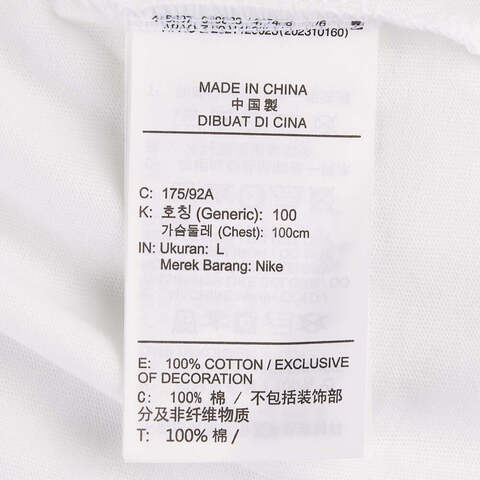 MADE IN CHINA
中国製
DIBUAT DI CINA
C: 175/92A
K: 호칭 (Generic): 100
가슴둘레 (Chest): 100cm
IN: Ukuran: L
Merek Barang: Nike
E: 100% COTTON / EXCLUSIVE
OF DECORATION
C: 100% 棉 / 不包括装饰部
分及非纤维物质
T: 100% 棉 /